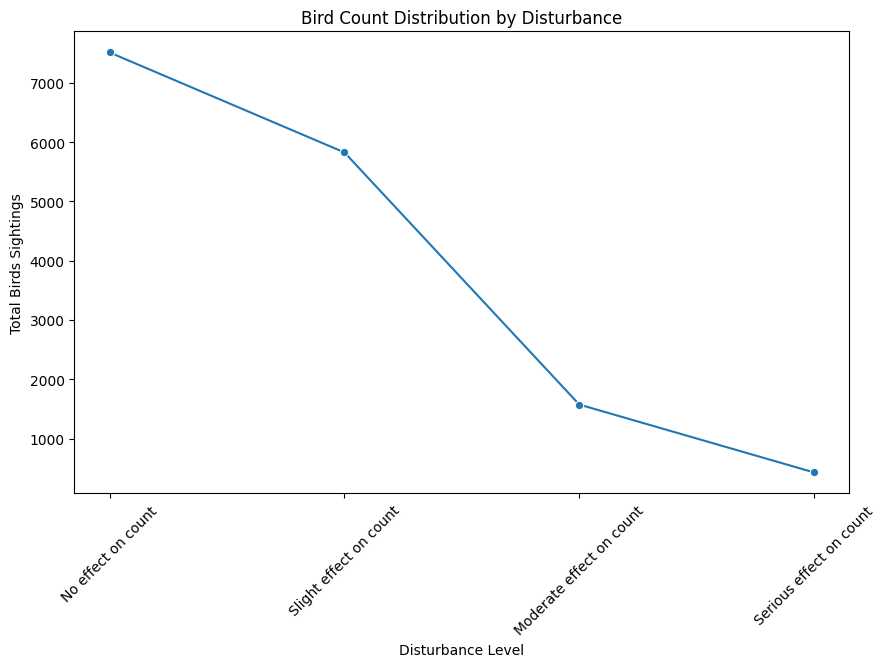 Bird Count Distribution by Disturbance
Total Birds Sightings
7000
6000
5000
4000
3000
2000
1000
No effect on count
Slight effect on count
Moderate effect on count
Serious effect on count
Disturbance Level